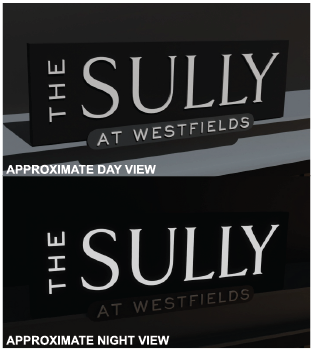 THE
SULLY
AT WESTFIELDS
APPROXIMATE DAY VIEW
THE
SULLY
AT WESTFIELDS
APPROXIMATE NIGHT VIEW